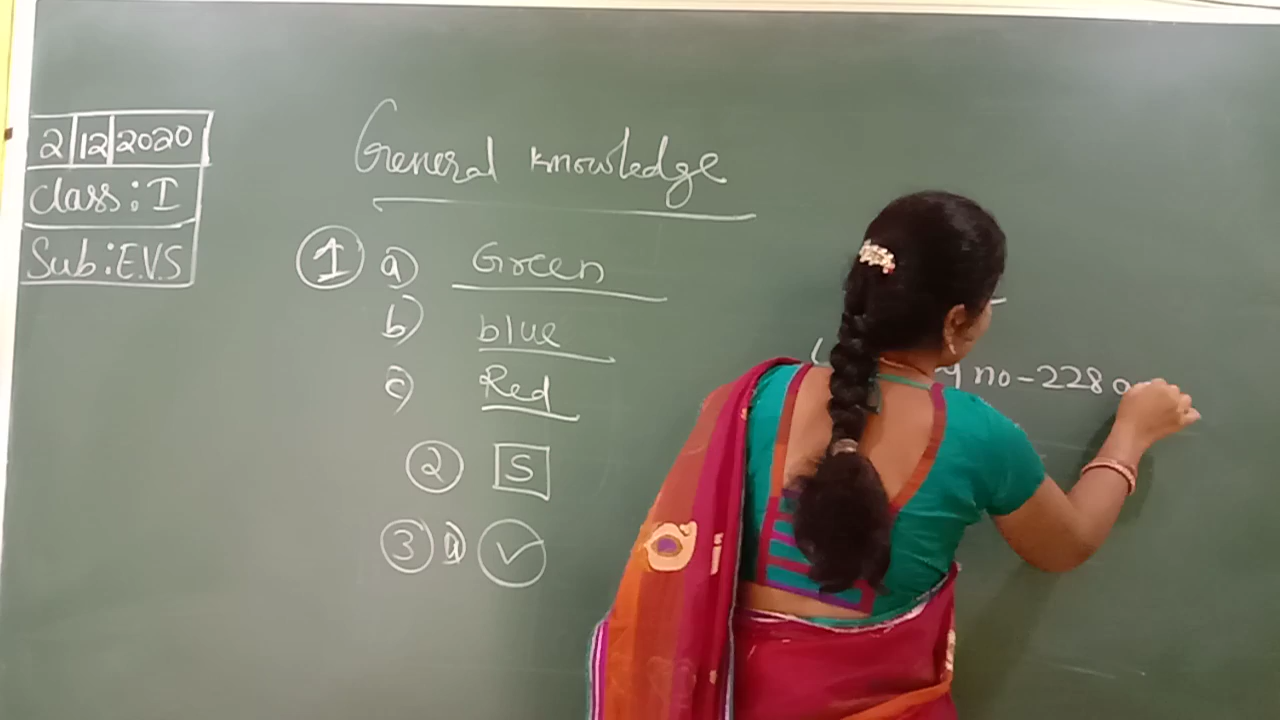 2/12/2020
Class: I
Sub: E.V.S
General knowledge
1 a) Green
b) blue
c) Red
2 S
3 a) ✓
no-228